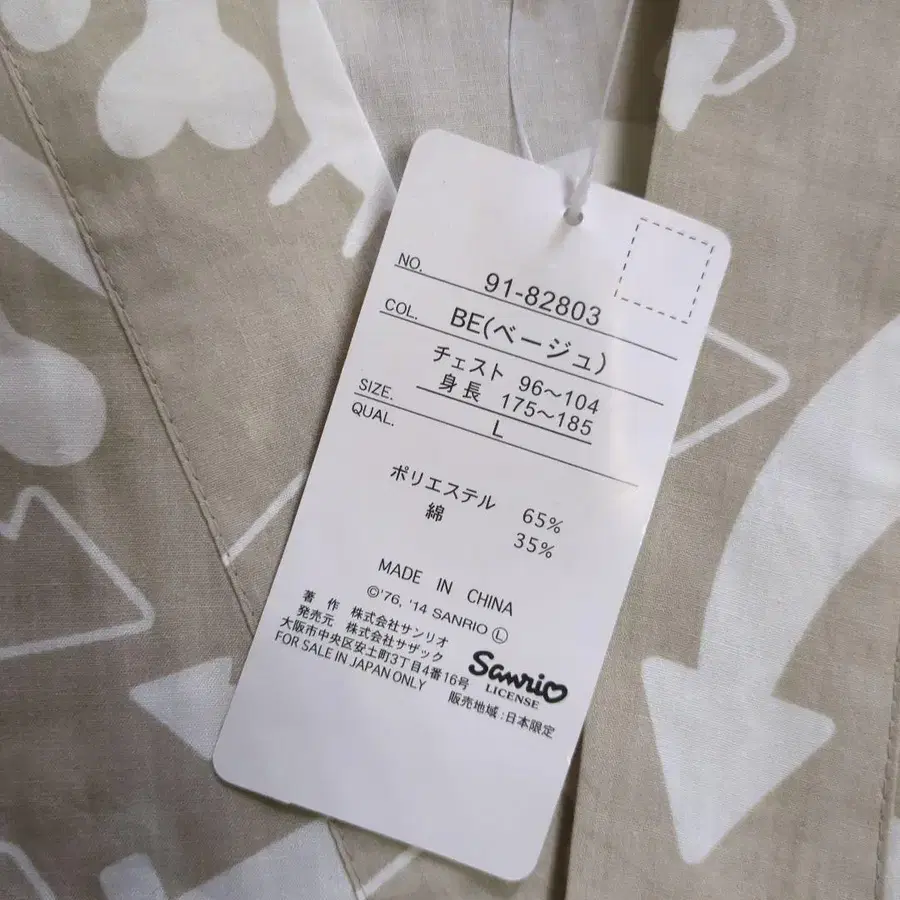 NO. 91-82803
COL. BE(ベージュ)
チェスト 96～104
身長 175～185
SIZE. L
QUAL.
ポリエステル 65%
綿 35%
MADE IN CHINA
©'76, '14 SANRIO Ⓛ
著作 株式会社サンリオ
発売元 株式会社サザック
大阪市中央区安土町3丁目4番16号
FOR SALE IN JAPAN ONLY
Sanrio
LICENSE
販売地域:日本限定